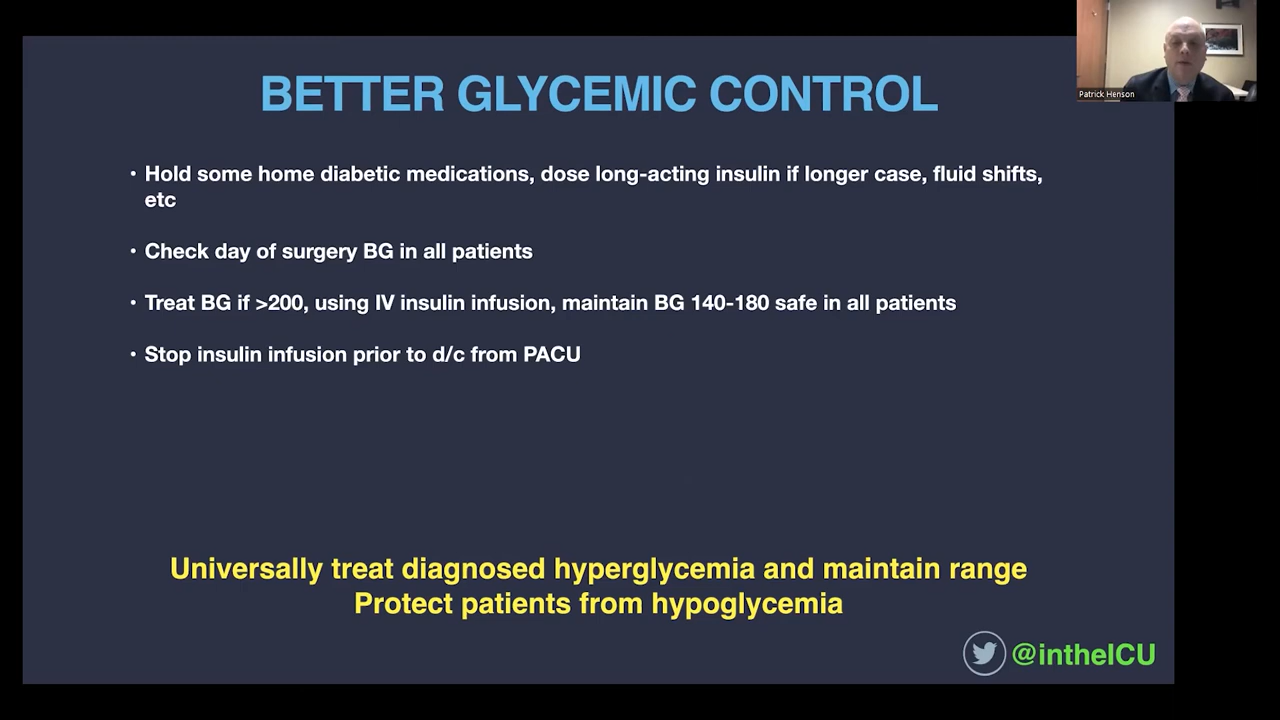 BETTER GLYCEMIC CONTROL
Patrick Henson
• Hold some home diabetic medications, dose long-acting insulin if longer case, fluid shifts,
etc
• Check day of surgery BG in all patients
• Treat BG if >200, using IV insulin infusion, maintain BG 140-180 safe in all patients
• Stop insulin infusion prior to d/c from PACU
Universally treat diagnosed hyperglycemia and maintain range
Protect patients from hypoglycemia
@intheICU